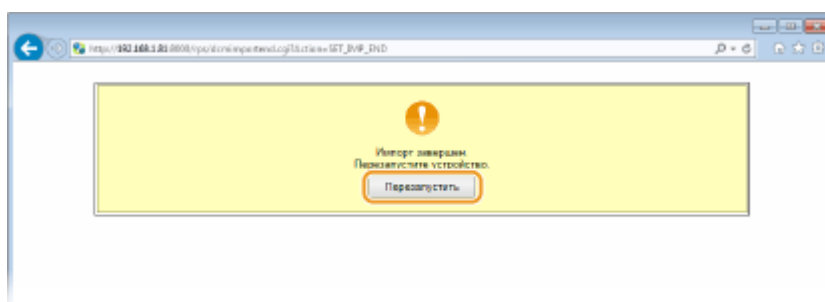 Импорт завершен.
Перезапустите устройство.
Перезапустить